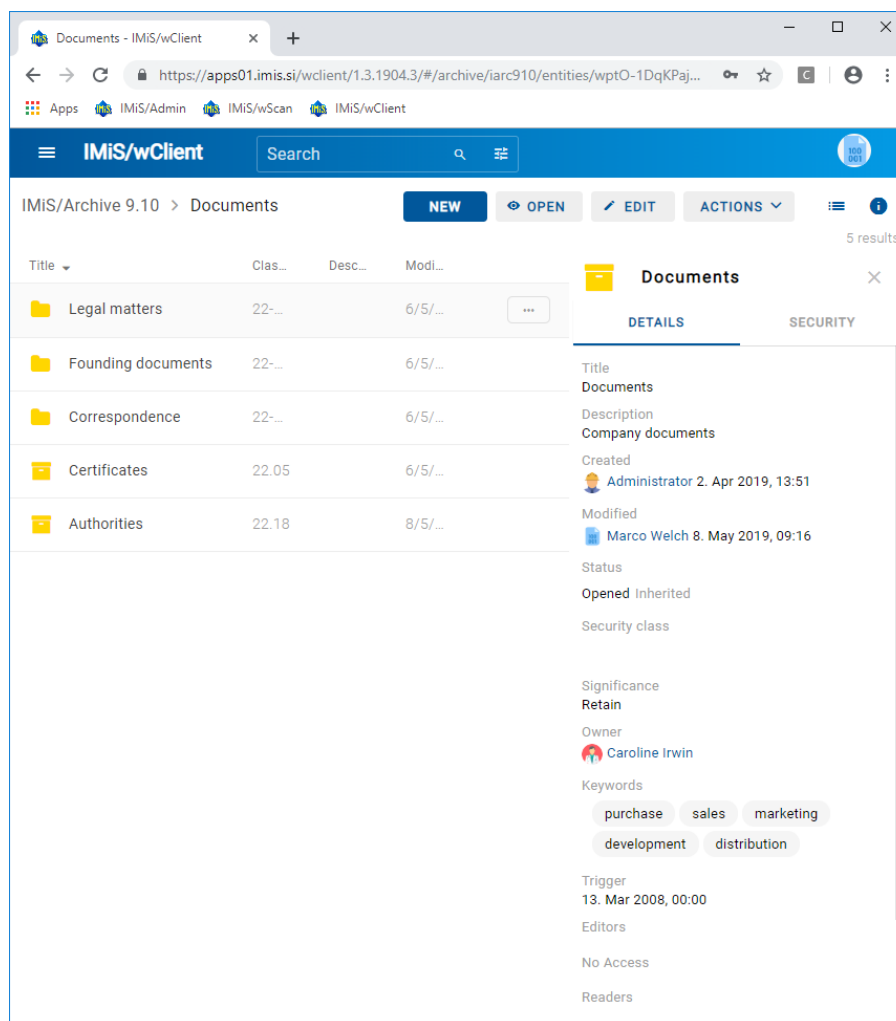 Documents - IMiS/wClient
https://apps01.imis.si/wclient/1.3.1904.3/#/archive/iarc910/entities/wptO-1DqKPaj...
C
Apps IMiS/Admin IMiS/wScan IMiS/wClient
IMiS/wClient Search
IMiS/Archive 9.10 > Documents NEW OPEN EDIT ACTIONS
5 results
Title Clas... Desc... Modi...
Legal matters 22-... 6/5/...
Founding documents 22-... 6/5/...
Correspondence 22-... 6/5/...
Certificates 22.05 6/5/...
Authorities 22.18 8/5/...
Documents
DETAILS SECURITY
Title
Documents
Description
Company documents
Created
Administrator 2. Apr 2019, 13:51
Modified
Marco Welch 8. May 2019, 09:16
Status
Opened Inherited
Security class
Significance
Retain
Owner
Caroline Irwin
Keywords
purchase sales marketing
development distribution
Trigger
13. Mar 2008, 00:00
Editors
No Access
Readers